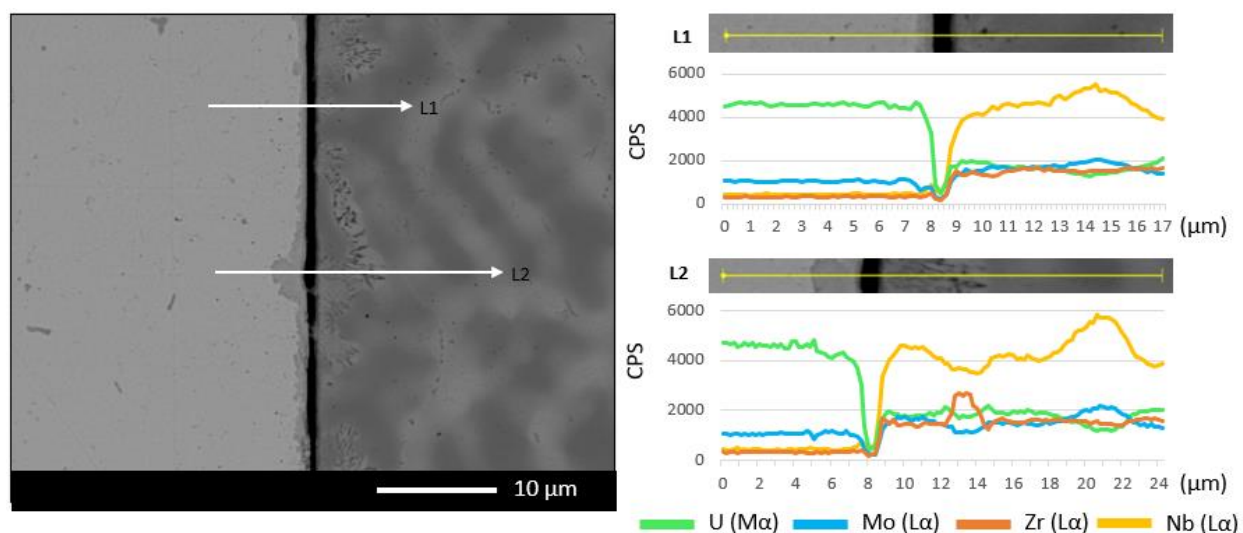 L1
L2
10 µm
L1
6000
4000
2000
0
CPS
0 1 2 3 4 5 6 7 8 9 10 11 12 13 14 15 16 17 (µm)
L2
6000
4000
2000
0
CPS
0 2 4 6 8 10 12 14 16 18 20 22 24 (µm)
U (Mα) Mo (Lα) Zr (Lα) Nb (Lα)